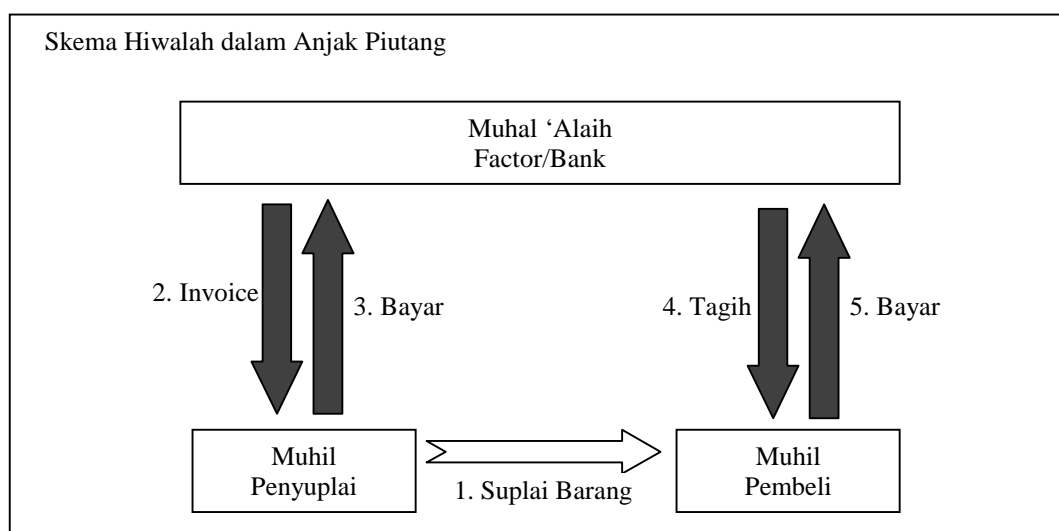 Skema Hiwalah dalam Anjak Piutang
Muhal ‘Alaih
Factor/Bank
2. Invoice
3. Bayar
4. Tagih
5. Bayar
Muhil
Penyuplai
1. Suplai Barang
Muhil
Pembeli